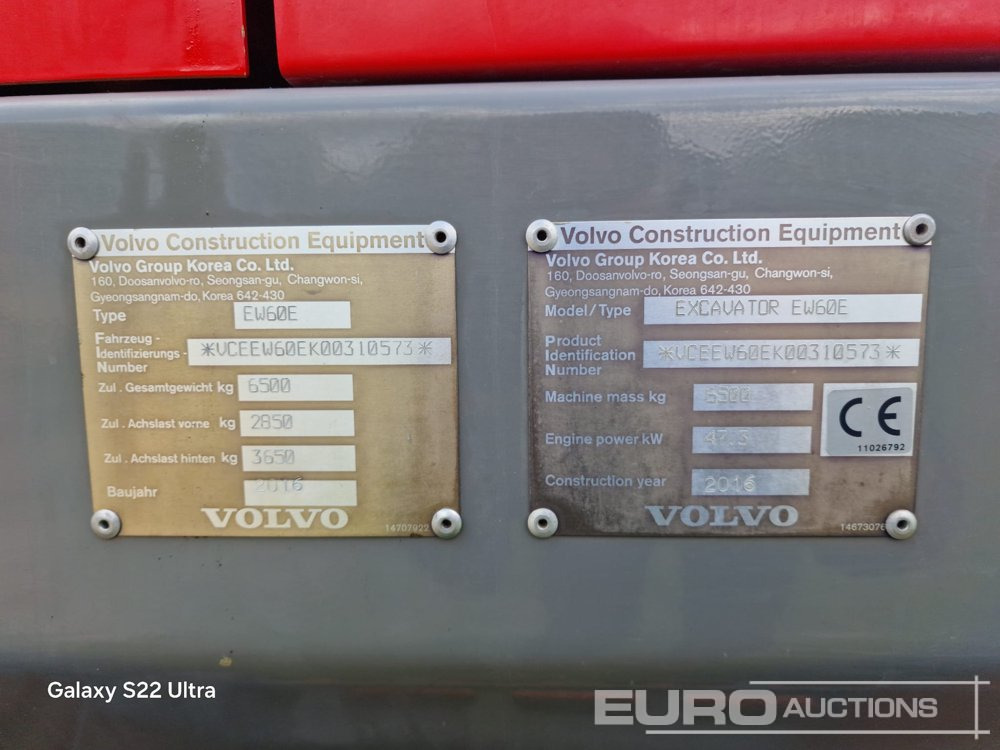 Volvo Construction Equipment
Volvo Group Korea Co. Ltd.
160, Doosanvolvo-ro, Seongsan-gu, Changwon-si,
Gyeongsangnam-do, Korea 642-430
Type EW60E
Fahrzeug -
Identifizierungs - *VCEEW60EK00310573*
Number
Zul. Gesamtgewicht kg 6500
Zul. Achslast vorne kg 2850
Zul. Achslast hinten kg 3650
Baujahr 2016
VOLVO
14707922
Volvo Construction Equipment
Volvo Group Korea Co. Ltd.
160, Doosanvolvo-ro, Seongsan-gu, Changwon-si,
Gyeongsangnam-do, Korea 642-430
Model/Type EXCAVATOR EW60E
Product
Identification *VCEEW60EK00310573*
Number
Machine mass kg 6500
Engine power kW 47.3
Construction year 2016
CE
11026792
VOLVO
14673076
Galaxy S22 Ultra
EURO AUCTIONS